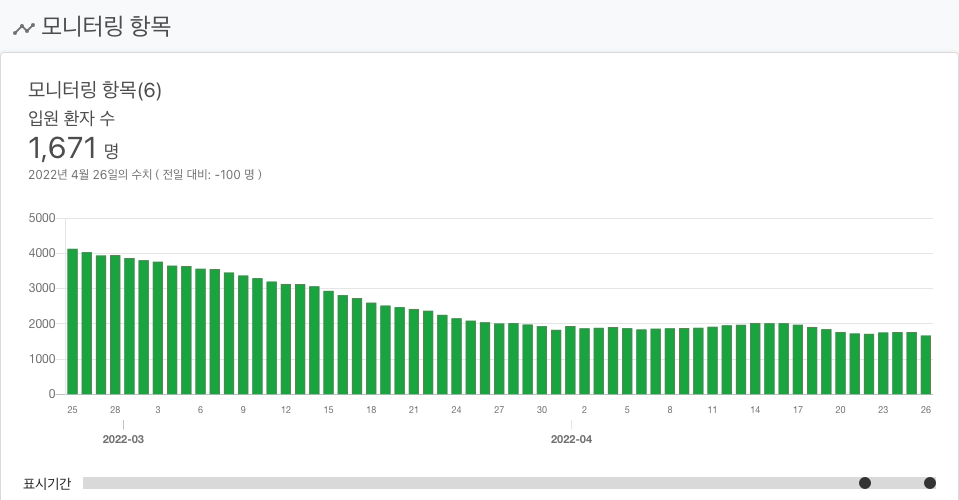 모니터링 항목
모니터링 항목(6)
입원 환자 수
1,671 명
2022년 4월 26일의 수치 ( 전일 대비: -100 명 )
5000
4000
3000
2000
1000
0
25 28 3 6 9 12 15 18 21 24 27 30 2 5 8 11 14 17 20 23 26
2022-03 2022-04
표시기간